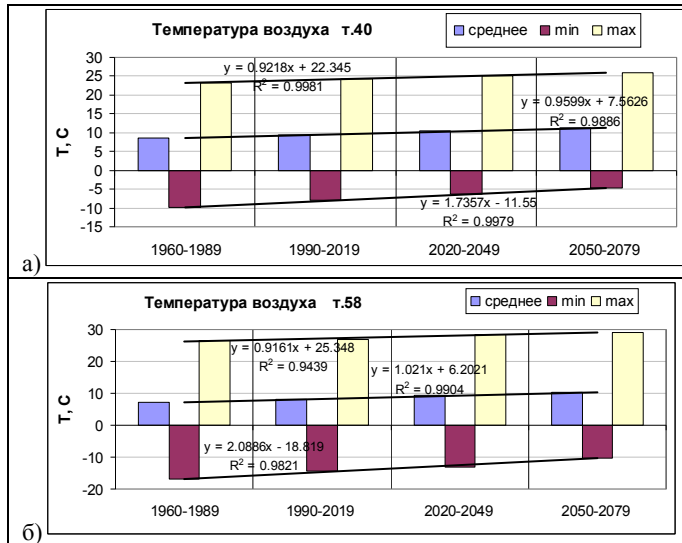 Температура воздуха т.40
среднее min max
T, C
30
25
20
15
10
5
0
-5
-10
-15
y = 0.9218x + 22.345
R² = 0.9981
y = 0.9599x + 7.5626
R² = 0.9886
y = 1.7357x - 11.55
R² = 0.9979
1960-1989 1990-2019 2020-2049 2050-2079
а)
Температура воздуха т.58
среднее min max
T, C
30
20
10
0
-10
-20
y = 0.9161x + 25.348
R² = 0.9439
y = 1.021x + 6.2021
R² = 0.9904
y = 2.0886x - 18.819
R² = 0.9821
1960-1989 1990-2019 2020-2049 2050-2079
б)